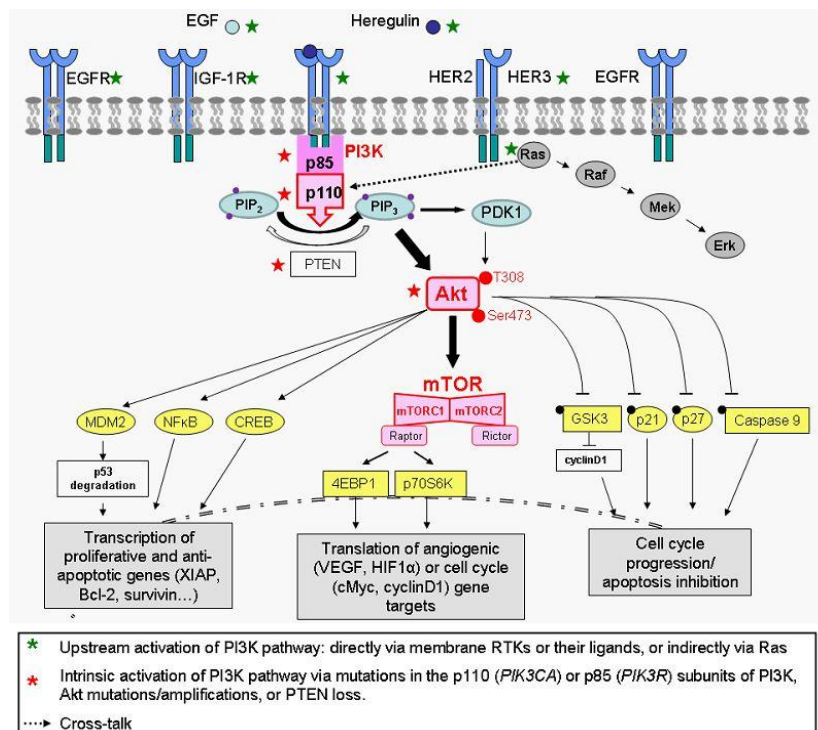 EGF
Heregulin
EGFR
IGF-1R
HER2
HER3
EGFR
PI3K
p85
p110
Ras
Raf
Mek
Erk
PIP2
PIP3
PDK1
PTEN
Akt
T308
Ser473
mTOR
mTORC1
mTORC2
Raptor
Rictor
MDM2
NFκB
CREB
GSK3
p21
p27
Caspase 9
p53
degradation
cyclinD1
4EBP1
p70S6K
Transcription of
proliferative and anti-
apoptotic genes (XIAP,
Bcl-2, survivin…)
Translation of angiogenic
(VEGF, HIF1α) or cell cycle
(cMyc, cyclinD1) gene
targets
Cell cycle
progression/
apoptosis inhibition
Upstream activation of PI3K pathway: directly via membrane RTKs or their ligands, or indirectly via Ras
Intrinsic activation of PI3K pathway via mutations in the p110 (PIK3CA) or p85 (PIK3R) subunits of PI3K,
Akt mutations/amplifications, or PTEN loss.
Cross-talk